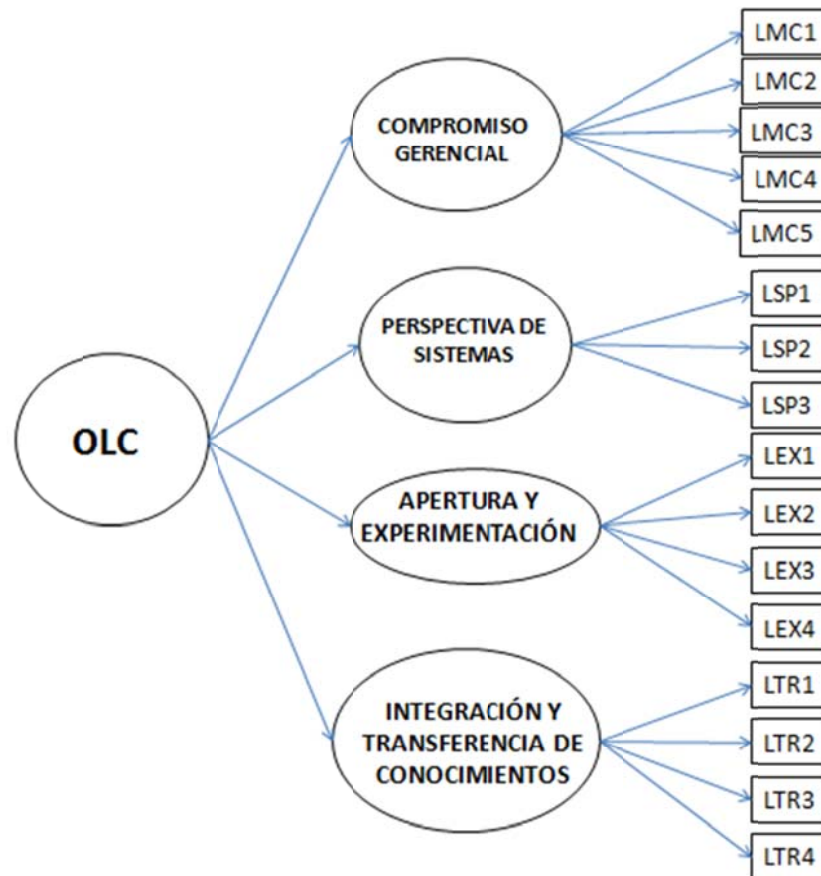 OLC
COMPROMISO
GERENCIAL
PERSPECTIVA DE
SISTEMAS
APERTURA Y
EXPERIMENTACIÓN
INTEGRACIÓN Y
TRANSFERENCIA DE
CONOCIMIENTOS
LMC1
LMC2
LMC3
LMC4
LMC5
LSP1
LSP2
LSP3
LEX1
LEX2
LEX3
LEX4
LTR1
LTR2
LTR3
LTR4